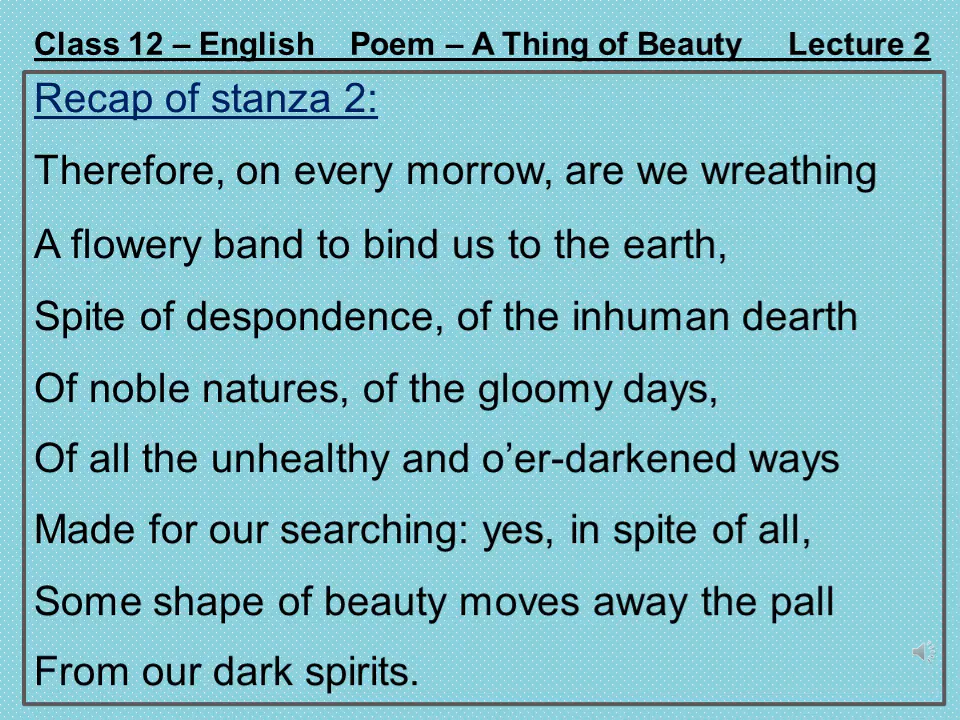 Class 12 – English Poem – A Thing of Beauty Lecture 2
Recap of stanza 2:
Therefore, on every morrow, are we wreathing
A flowery band to bind us to the earth,
Spite of despondence, of the inhuman dearth
Of noble natures, of the gloomy days,
Of all the unhealthy and o’er-darkened ways
Made for our searching: yes, in spite of all,
Some shape of beauty moves away the pall
From our dark spirits.